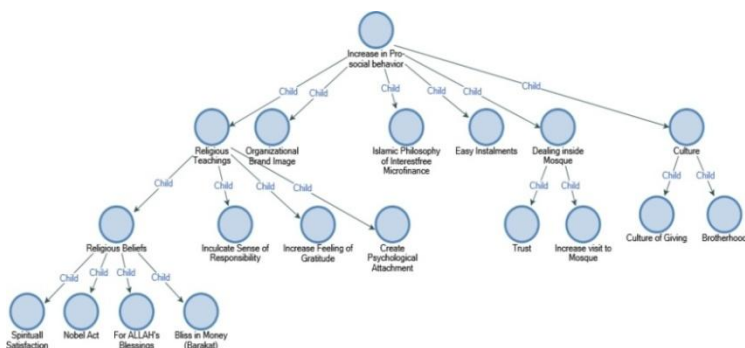 Increase in Pro-
social behavior
Child
Child
Child
Child
Child
Child
Religious
Teachings
Organizational
Brand Image
Islamic Philosophy
of Interestfree
Microfinance
Easy Instalments
Dealing inside
Mosque
Culture
Child
Child
Child
Child
Child
Child
Child
Child
Religious Beliefs
Inculcate Sense of
Responsibility
Increase Feeling of
Gratitude
Create
Psychological
Attachment
Trust
Increase visit to
Mosque
Culture of Giving
Brotherhood
Child
Child
Child
Child
Spirituall
Satisfaction
Nobel Act
For ALLAH's
Blessings
Bliss in Money
(Barakat)